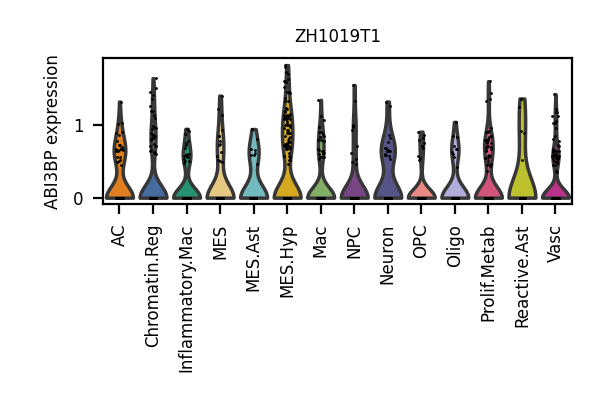 ZH1019T1
ABI3BP expression
1
0
AC
Chromatin.Reg
Inflammatory.Mac
MES
MES.Ast
MES.Hyp
Mac
NPC
Neuron
OPC
Oligo
Prolif.Metab
Reactive.Ast
Vasc